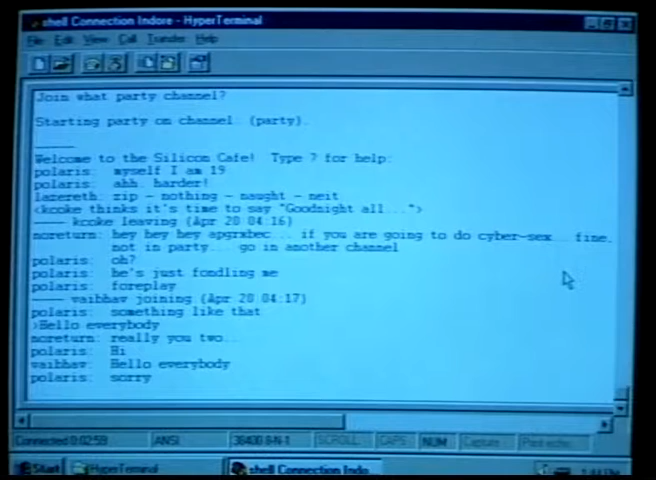 shell Connection Indore - HyperTerminal
File Edit View Call Transfer Help
Join what party channel?
Starting party on channel (party).
Welcome to the Silicon Cafe! Type ? for help:
polaris: myself I am 19
polaris: ahh harder!
lazereth: zip - nothing - naught - neit
<kcoke thinks it's time to say "Goodnight all...">
---- kcoke leaving (Apr 20 04:16)
noreturn: hey hey hey apgrxbec... if you are going to do cyber-sex... fine.
not in party... go in another channel
polaris: oh?
polaris: he's just fondling me
polaris: foreplay
---- vaibhav joining (Apr 20 04:17)
polaris: something like that
>Hello everybody
noreturn: really you two..
polaris: Hi
vaibhav: Hello everybody
polaris: sorry
Connected 0:02:59 ANSI 38400 8-N-1 SCROLL CAPS NUM Capture Print echo
Start HyperTerminal shell Connection Indo...